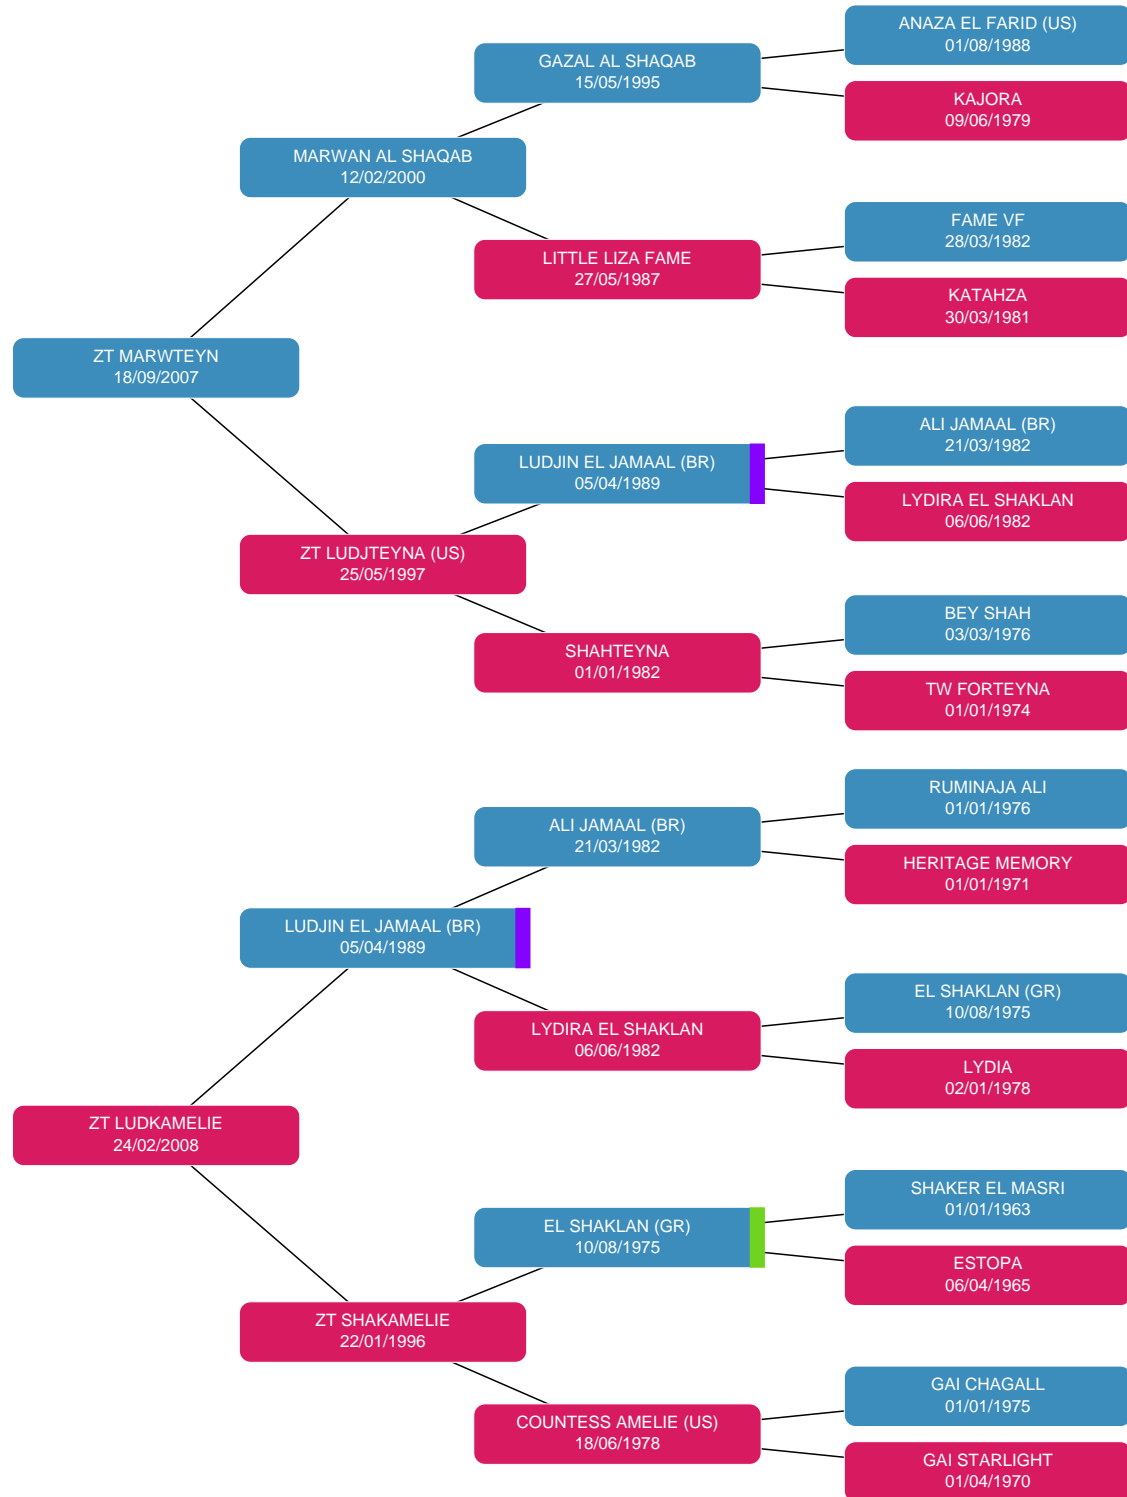 ANAZA EL FARID (US)
01/08/1988
GAZAL AL SHAQAB
15/05/1995
KAJORA
09/06/1979
MARWAN AL SHAQAB
12/02/2000
FAME VF
28/03/1982
LITTLE LIZA FAME
27/05/1987
KATAHZA
30/03/1981
ZT MARWTEYN
18/09/2007
ALI JAMAAL (BR)
21/03/1982
LUDJIN EL JAMAAL (BR)
05/04/1989
LYDIRA EL SHAKLAN
06/06/1982
ZT LUDJTEYNA (US)
25/05/1997
BEY SHAH
03/03/1976
SHAHTEYNA
01/01/1982
TW FORTEYNA
01/01/1974
RUMINAJA ALI
01/01/1976
ALI JAMAAL (BR)
21/03/1982
HERITAGE MEMORY
01/01/1971
LUDJIN EL JAMAAL (BR)
05/04/1989
EL SHAKLAN (GR)
10/08/1975
LYDIRA EL SHAKLAN
06/06/1982
LYDIA
02/01/1978
ZT LUDKAMELIE
24/02/2008
SHAKER EL MASRI
01/01/1963
EL SHAKLAN (GR)
10/08/1975
ESTOPA
06/04/1965
ZT SHAKAMELIE
22/01/1996
GAI CHAGALL
01/01/1975
COUNTESS AMELIE (US)
18/06/1978
GAI STARLIGHT
01/04/1970